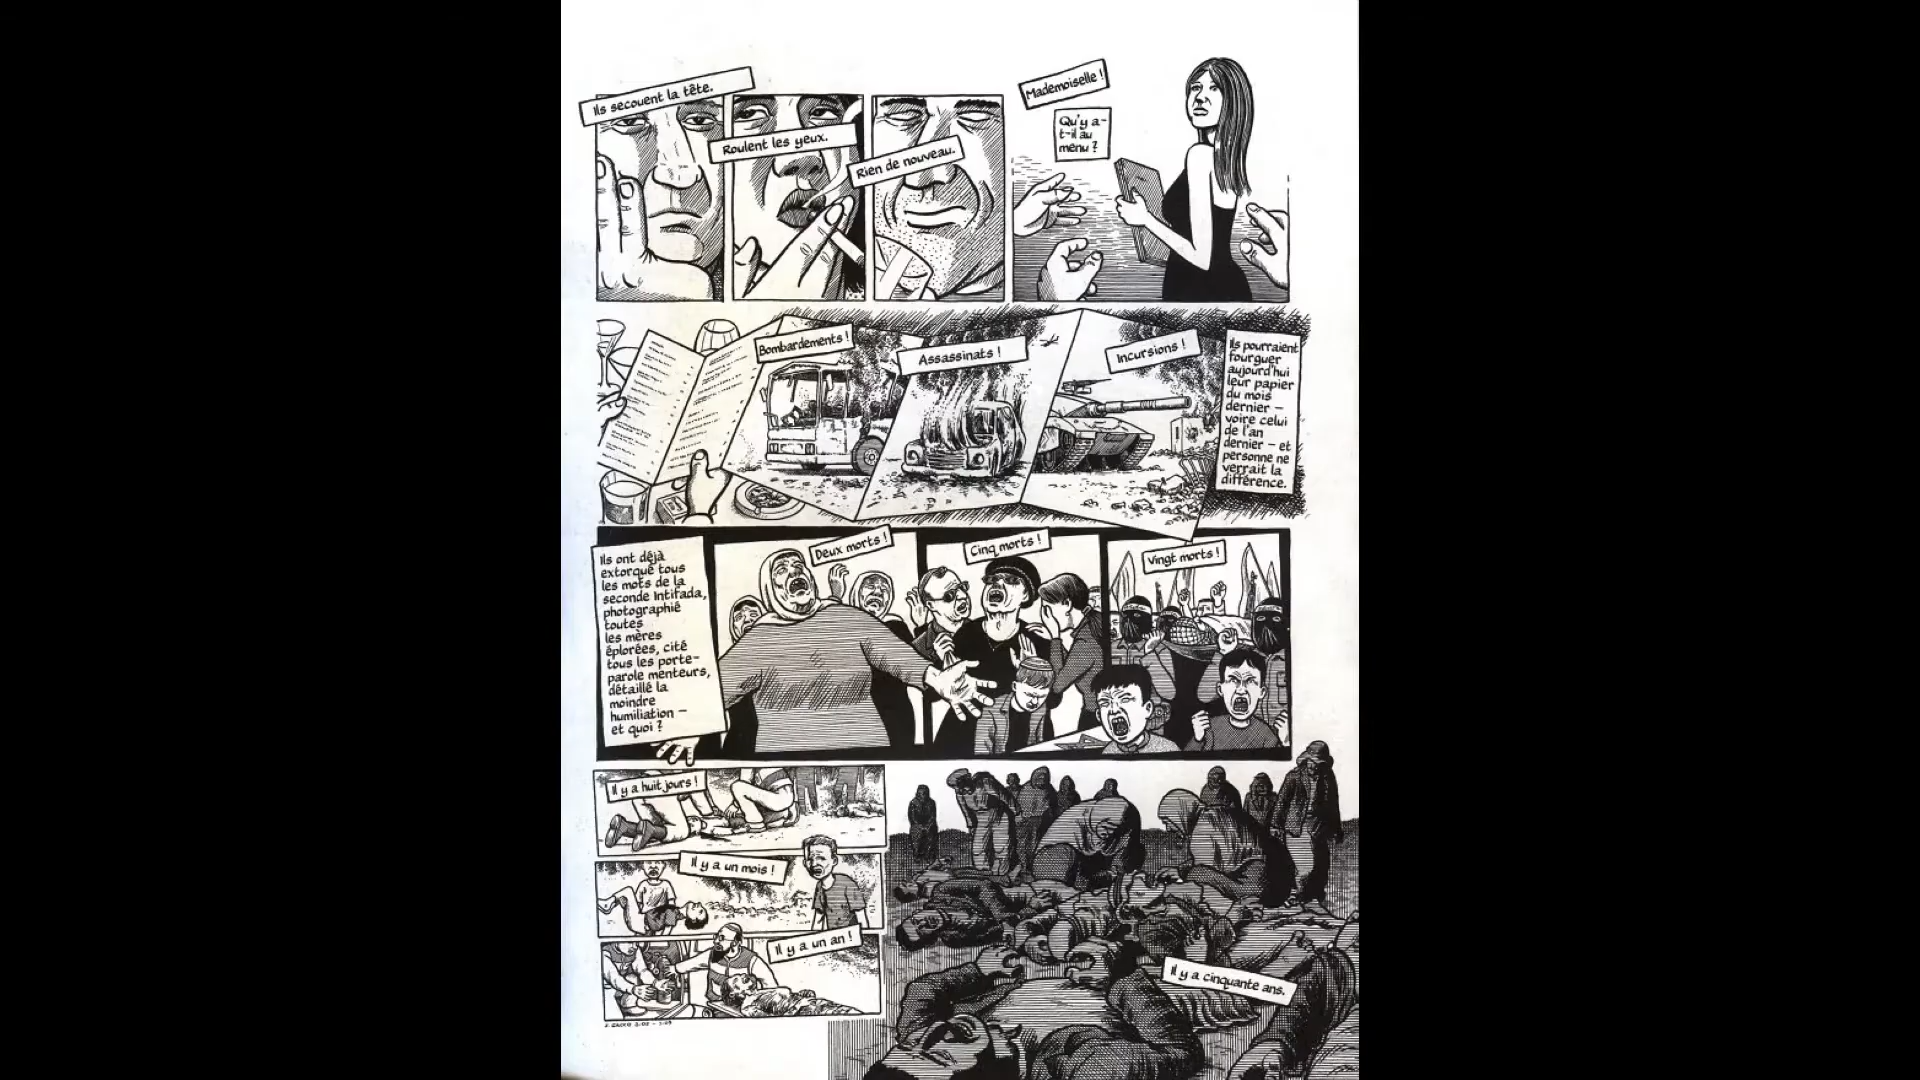 Ils secouent la tête.
Roulent les yeux.
Rien de nouveau.
Mademoiselle !
Qu'y a-
t-il au
menu ?
Bombardements !
Assassinats !
Incursions !
Ils pourraient
fourguer
aujourd'hui
leur papier
du mois
dernier –
voire celui
de l'an
dernier – et
personne ne
verrait la
différence.
Ils ont déjà
extorqué tous
les mots de la
seconde Intifada,
photographié
toutes
les mères
éplorées, cité
tous les porte-
parole menteurs,
détaillé la
moindre
humiliation –
et quoi ?
Deux morts !
Cinq morts !
Vingt morts !
Il y a huit jours !
Il y a un mois !
Il y a un an !
Il y a cinquante ans.
J. SACCO